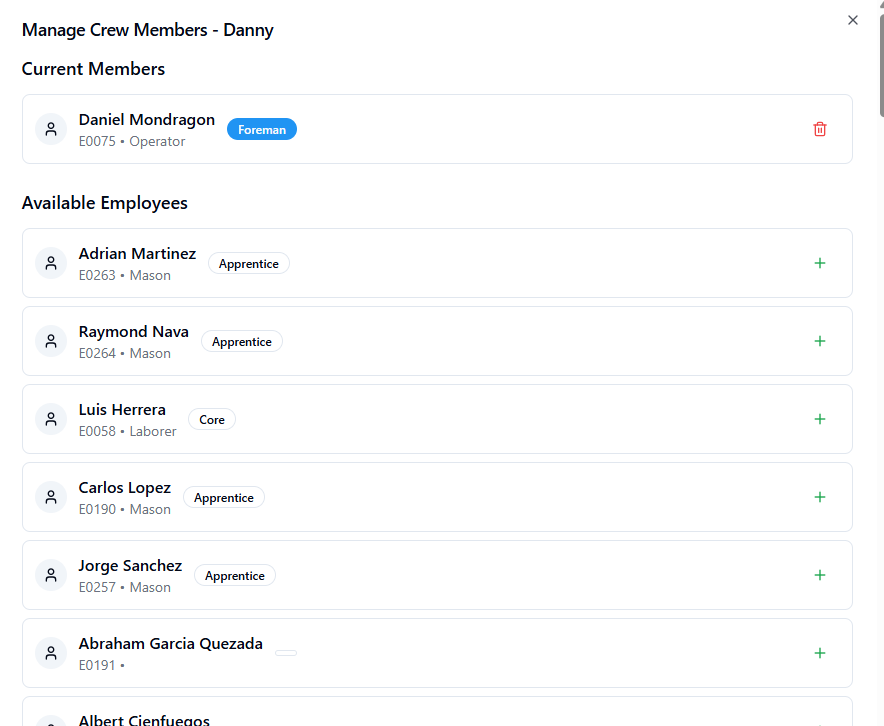 Manage Crew Members - Danny
Current Members
Daniel Mondragon
Foreman
E0075 • Operator
Available Employees
Adrian Martinez
Apprentice
E0263 • Mason
Raymond Nava
Apprentice
E0264 • Mason
Luis Herrera
Core
E0058 • Laborer
Carlos Lopez
Apprentice
E0190 • Mason
Jorge Sanchez
Apprentice
E0257 • Mason
Abraham Garcia Quezada
E0191 •
Albert Cienfuegos